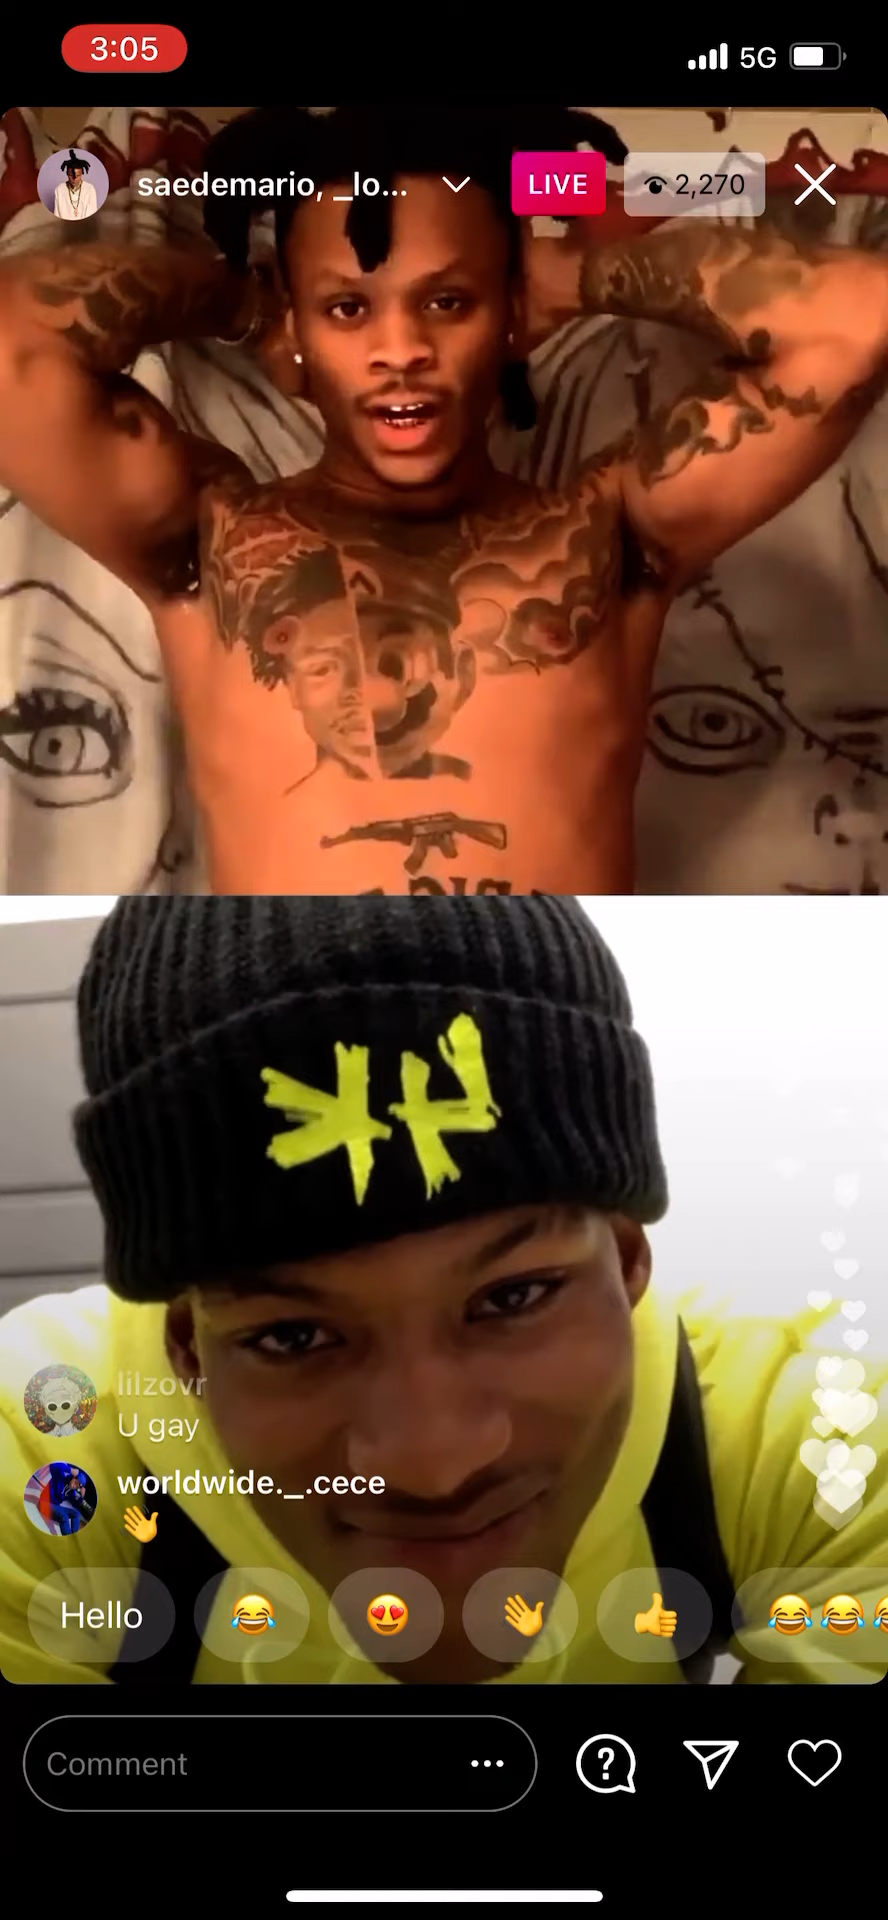 3:05
5G
saedemario, _lo...
LIVE
2,270
lilzovr
U gay
worldwide._.cece
Hello
Comment